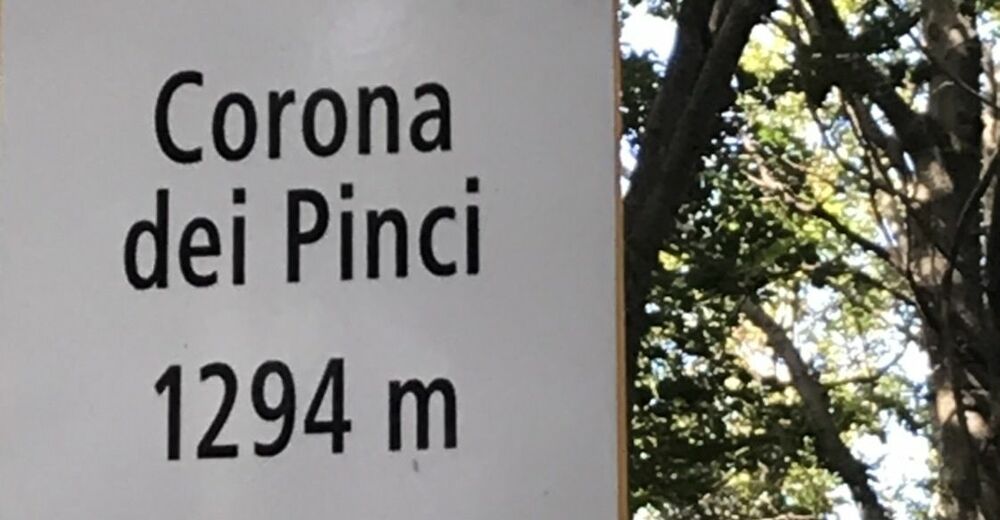 Corona
dei Pinci
1294 m